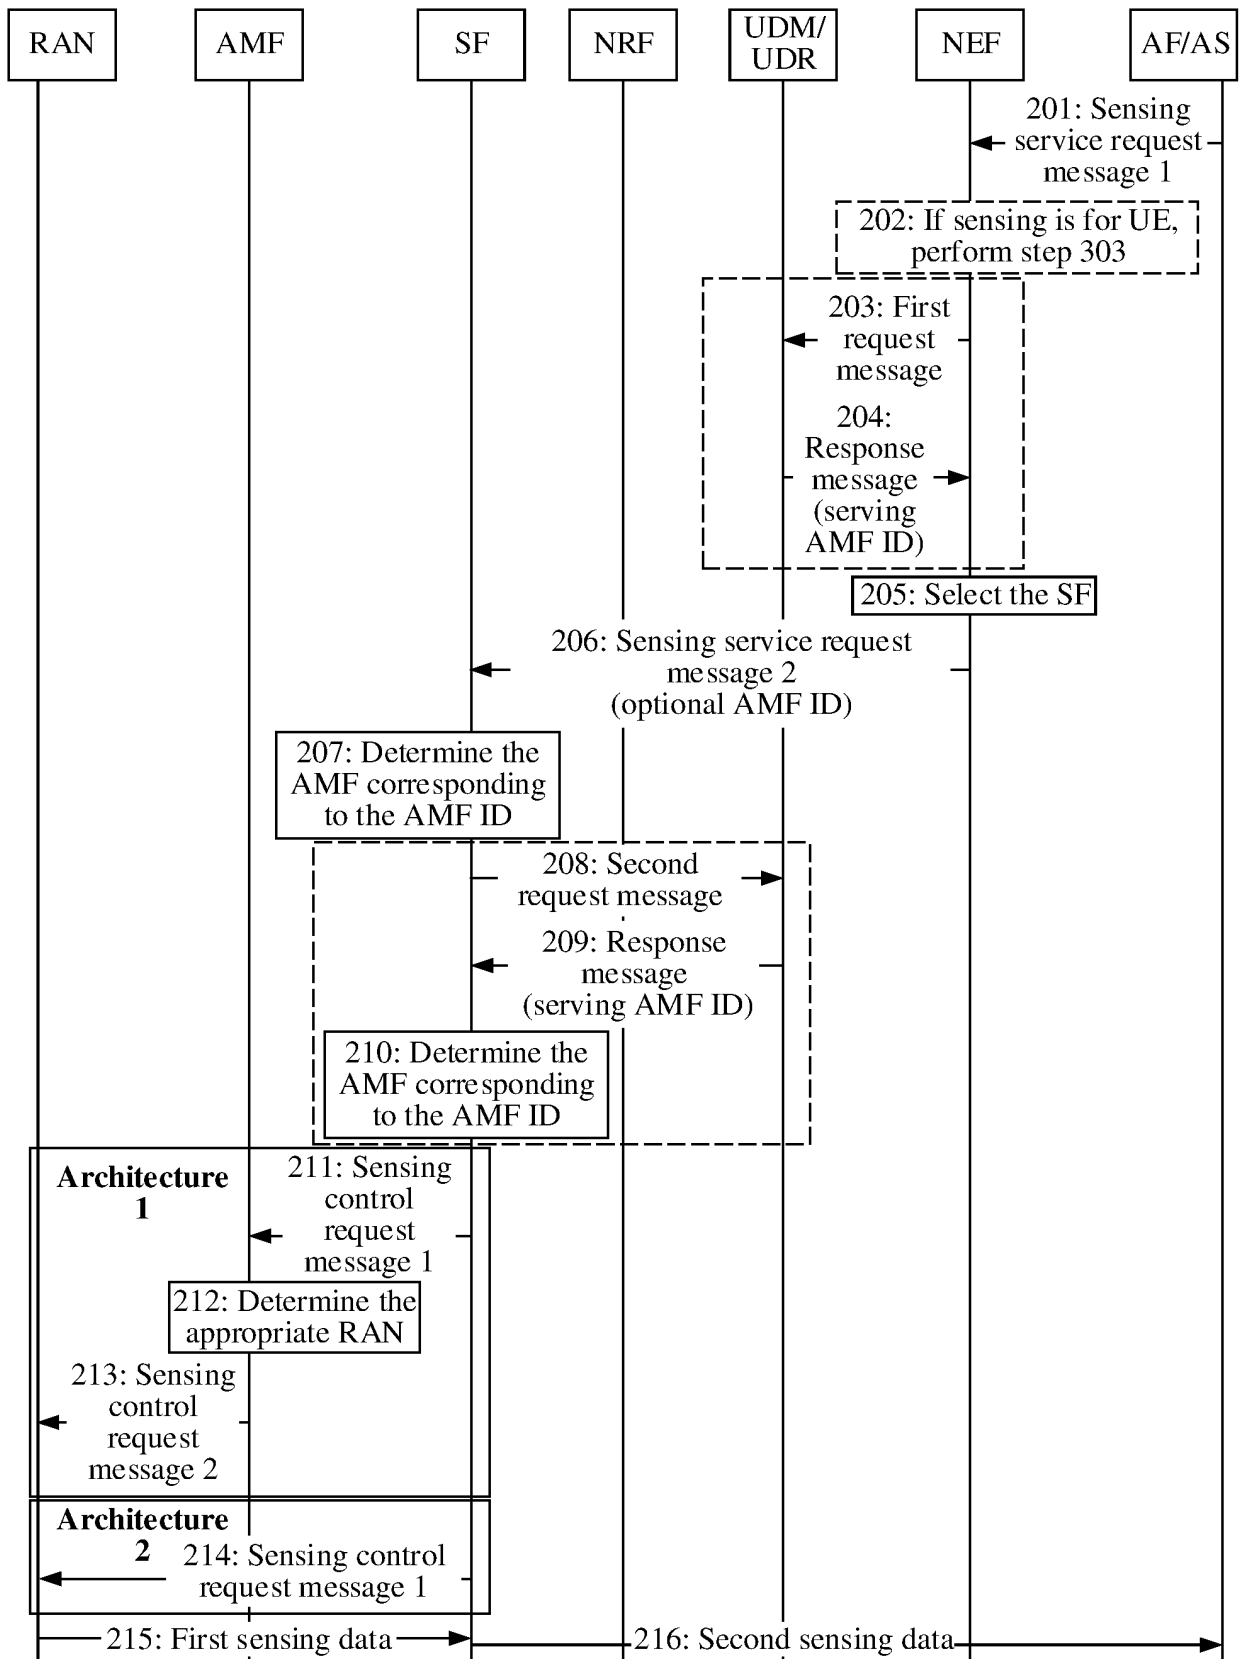 RAN
AMF
SF
NRF
UDM/
UDR
NEF
AF/AS
201: Sensing
service request
message 1
202: If sensing is for UE,
perform step 303
203: First
request
message
204:
Response
message
(serving
AMF ID)
205: Select the SF
206: Sensing service request
message 2
(optional AMF ID)
207: Determine the
AMF corresponding
to the AMF ID
208: Second
request message
209: Response
message
(serving AMF ID)
210: Determine the
AMF corresponding
to the AMF ID
Architecture
1
211: Sensing
control
request
message 1
212: Determine the
appropriate RAN
213: Sensing
control
request
message 2
Architecture
2
214: Sensing control
request message 1
215: First sensing data
216: Second sensing data